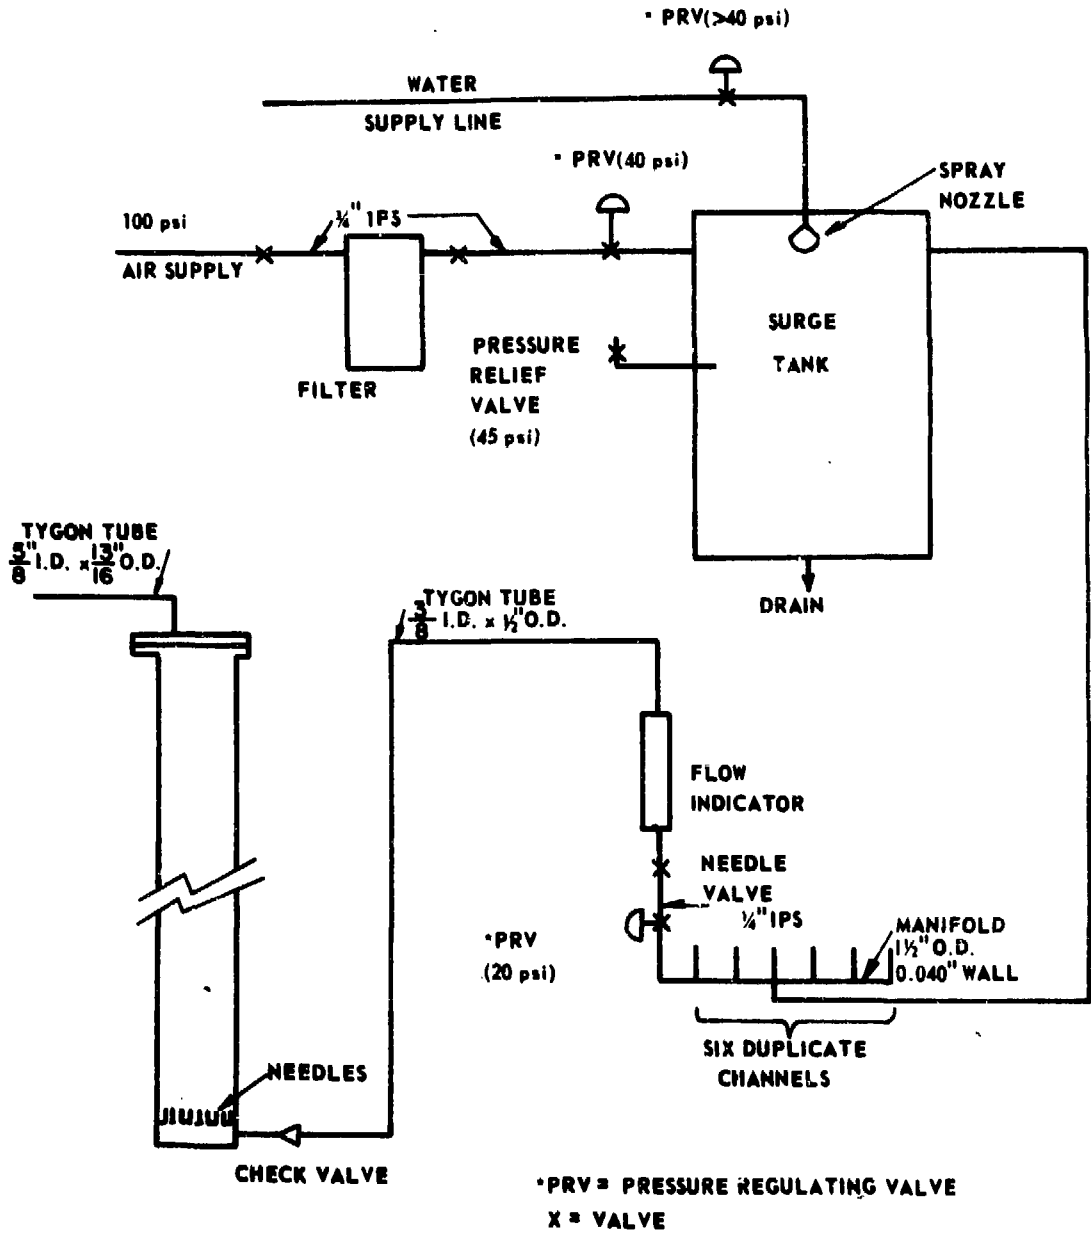 * PRV(>40 psi)
WATER
SUPPLY LINE
* PRV(40 psi)
SPRAY
NOZZLE
100 psi
¾" IPS
AIR SUPPLY
SURGE
TANK
PRESSURE
RELIEF
VALVE
(45 psi)
FILTER
TYGON TUBE
5/8" I.D. x 13/16" O.D.
DRAIN
TYGON TUBE
3/8 I.D. x ½" O.D.
FLOW
INDICATOR
NEEDLE
VALVE
¼" IPS
*PRV
(20 psi)
MANIFOLD
1½" O.D.
0.040" WALL
SIX DUPLICATE
CHANNELS
NEEDLES
CHECK VALVE
*PRV = PRESSURE REGULATING VALVE
X = VALVE